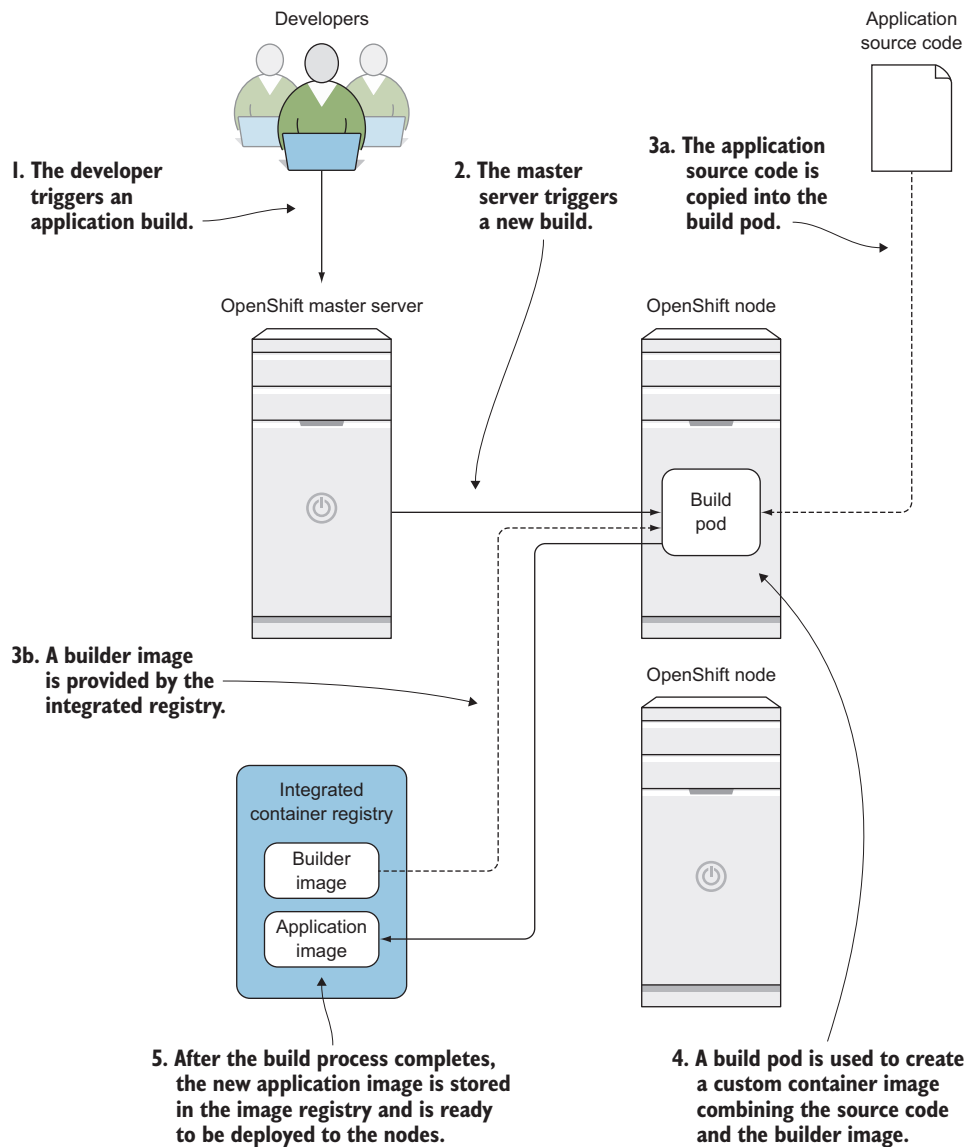 Developers
Application
source code
1. The developer
triggers an
application build.
2. The master
server triggers
a new build.
3a. The application
source code is
copied into the
build pod.
OpenShift master server
OpenShift node
Build
pod
3b. A builder image
is provided by the
integrated registry.
OpenShift node
Integrated
container registry
Builder
image
Application
image
5. After the build process completes,
the new application image is stored
in the image registry and is ready
to be deployed to the nodes.
4. A build pod is used to create
a custom container image
combining the source code
and the builder image.